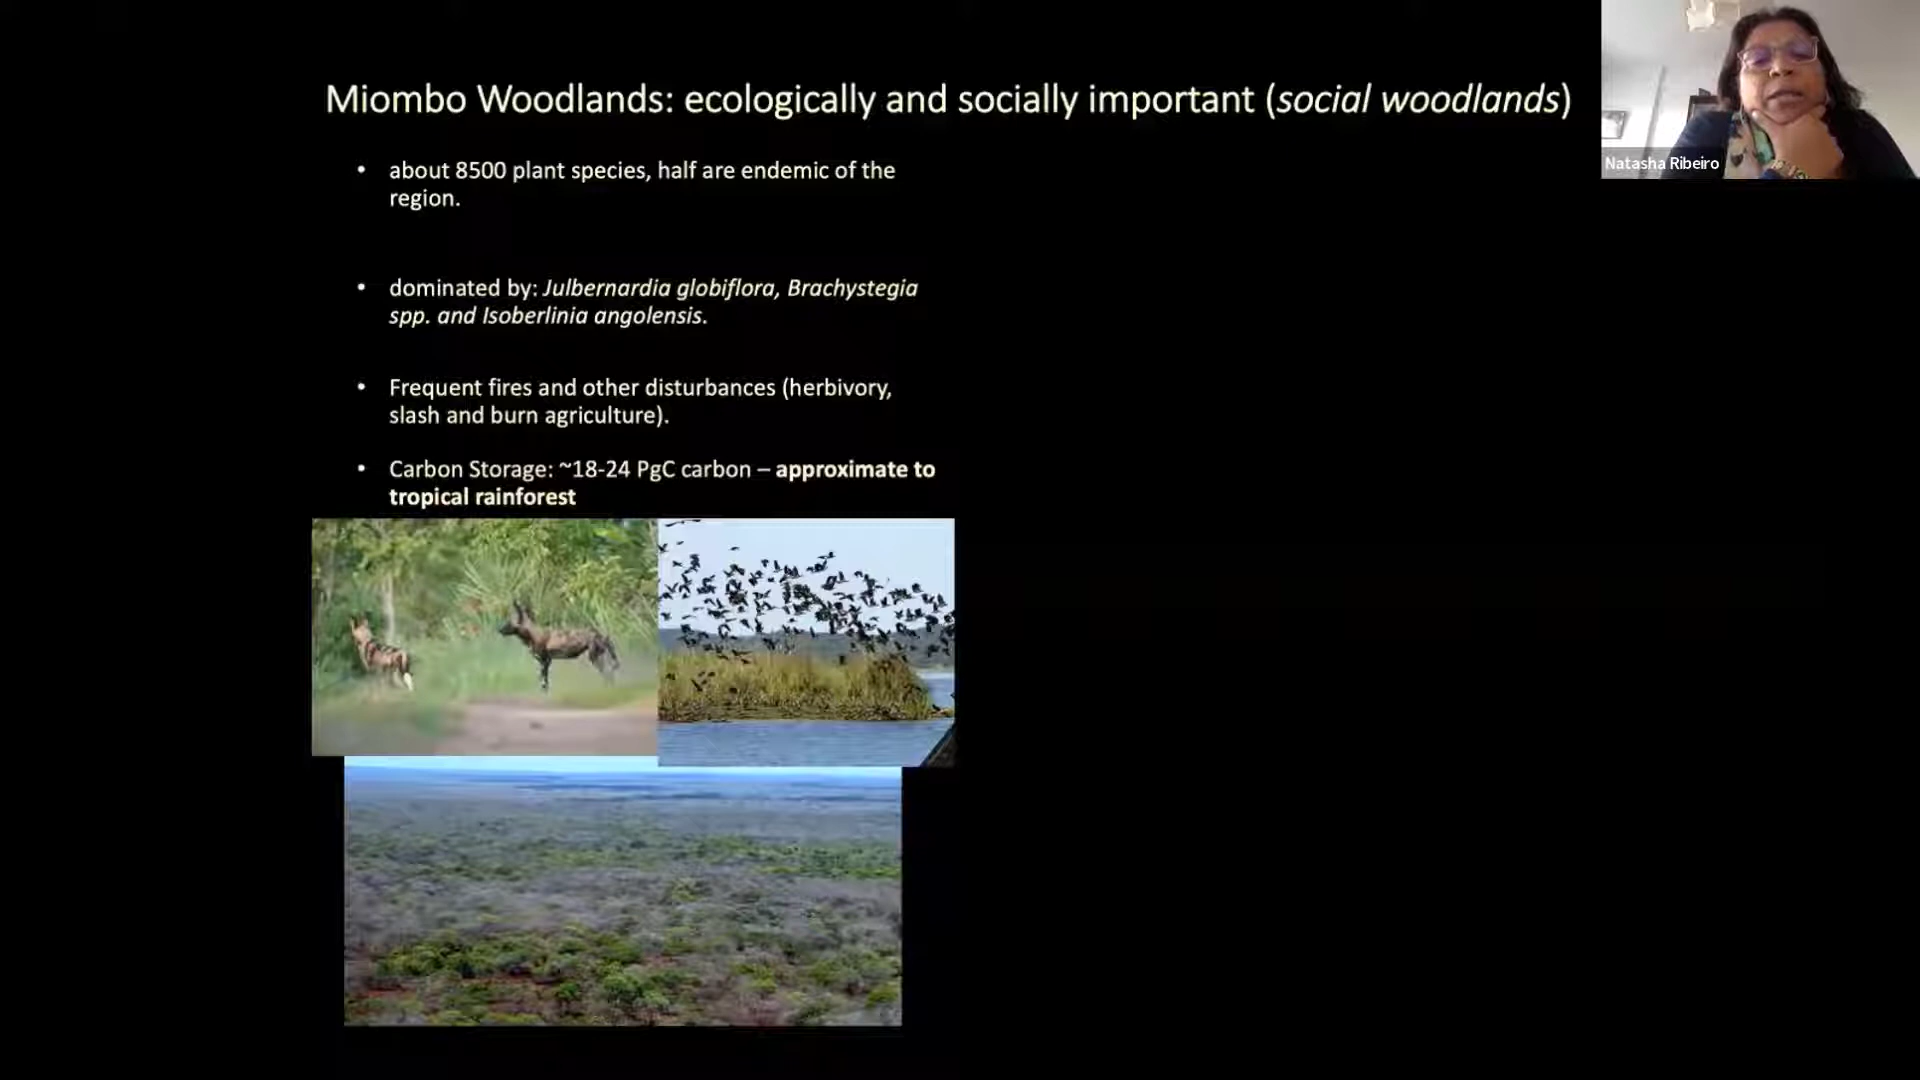 Miombo Woodlands: ecologically and socially important (social woodlands)
Natasha Ribeiro
• about 8500 plant species, half are endemic of the
region.
• dominated by: Julbernardia globiflora, Brachystegia
spp. and Isoberlinia angolensis.
• Frequent fires and other disturbances (herbivory,
slash and burn agriculture).
• Carbon Storage: ~18-24 PgC carbon – approximate to
tropical rainforest